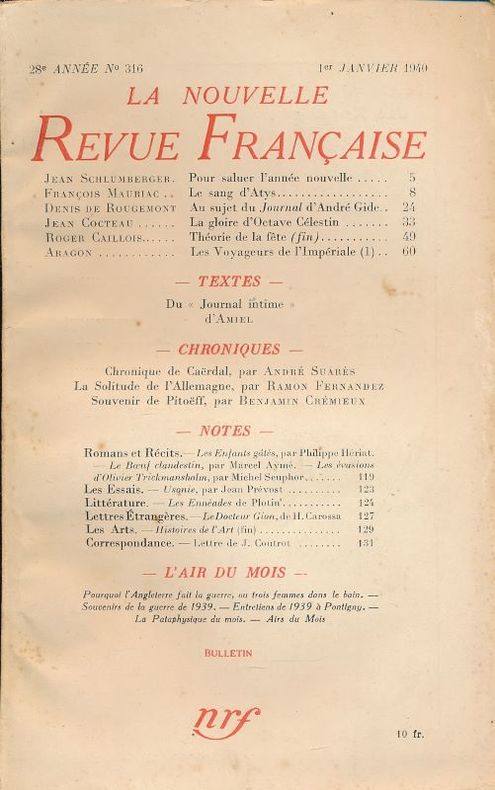 28e ANNÉE No 316 1er JANVIER 1940
LA NOUVELLE
REVUE FRANÇAISE
JEAN SCHLUMBERGER. Pour saluer l'année nouvelle ..... 5
FRANÇOIS MAURIAC .. Le sang d'Atys................ 8
DENIS DE ROUGEMONT Au sujet du Journal d'André Gide.. 24
JEAN COCTEAU ...... La gloire d'Octave Célestin ....... 33
ROGER CAILLOIS...... Théorie de la fête (fin)........... 49
ARAGON ............ Les Voyageurs de l'Impériale (1) .. 60
— TEXTES —
Du « Journal intime »
d'AMIEL
— CHRONIQUES —
Chronique de Caërdal, par ANDRÉ SUARÈS
La Solitude de l'Allemagne, par RAMON FERNANDEZ
Souvenir de Pitoëff, par BENJAMIN CRÉMIEUX
— NOTES —
Romans et Récits. — Les Enfants gâtés, par Philippe Hériat.
— Le Bœuf clandestin, par Marcel Aymé. — Les évasions
d'Olivier Trickmansholm, par Michel Seuphor....... 119
Les Essais. — Usonie, par Jean Prévost ........... 123
Littérature. — Les Ennéades de Plotin ........... 124
Lettres Étrangères. — Le Docteur Gion, de H. Carossa 127
Les Arts. — Histoires de l'Art (fin) ............... 129
Correspondance. — Lettre de J. Coutrot ........ 131
— L'AIR DU MOIS —
Pourquoi l'Angleterre fait la guerre, ou trois femmes dans le bain. —
Souvenirs de la guerre de 1939. — Entretiens de 1939 à Pontigny. —
La Pataphysique du mois. — Airs du Mois
BULLETIN
nrf
10 fr.